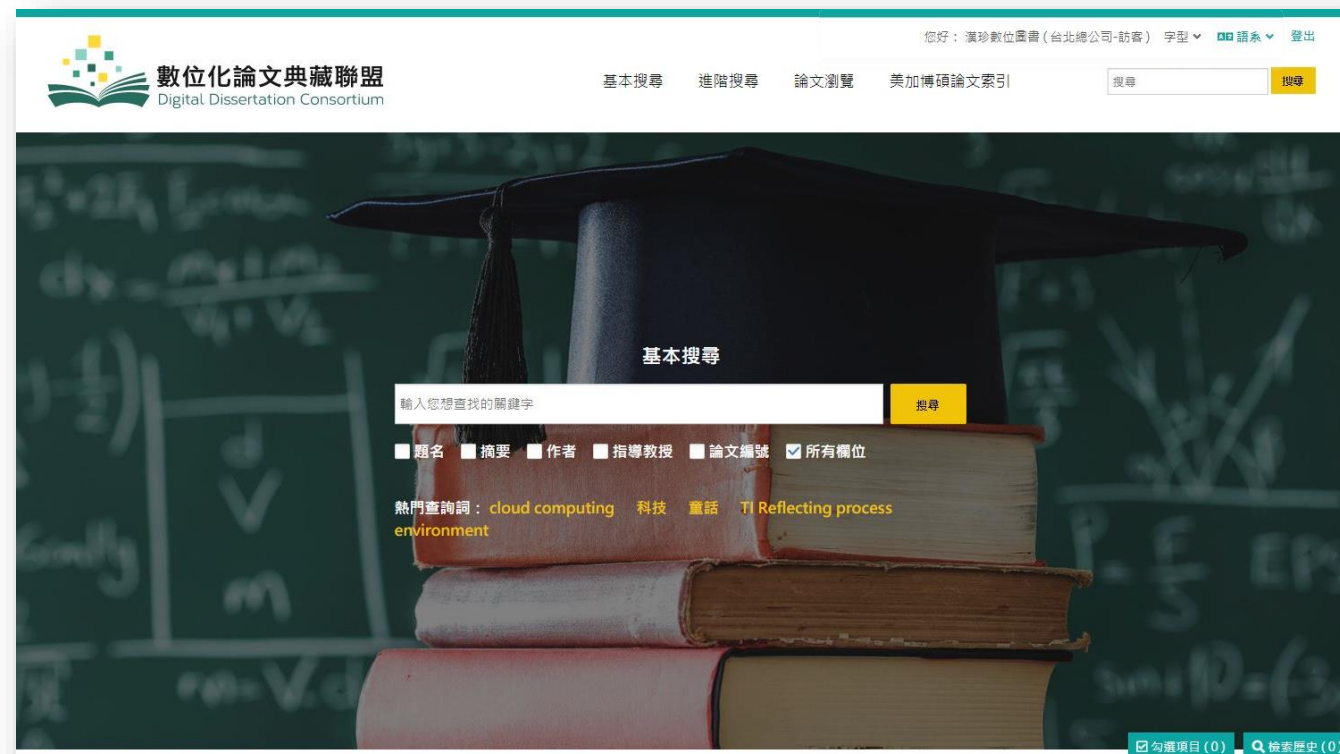 您好： 漢珍數位圖書(台北總公司-訪客) 字型 語系 登出
數位化論文典藏聯盟
Digital Dissertation Consortium
基本搜尋 進階搜尋 論文瀏覽 美加博碩論文索引 搜尋 搜尋
基本搜尋
輸入您想查找的關鍵字 搜尋
題名 摘要 作者 指導教授 論文編號 所有欄位
熱門查詢詞： cloud computing 科技 童話 TI Reflecting process
environment
勾選項目(0) 檢索歷史(0